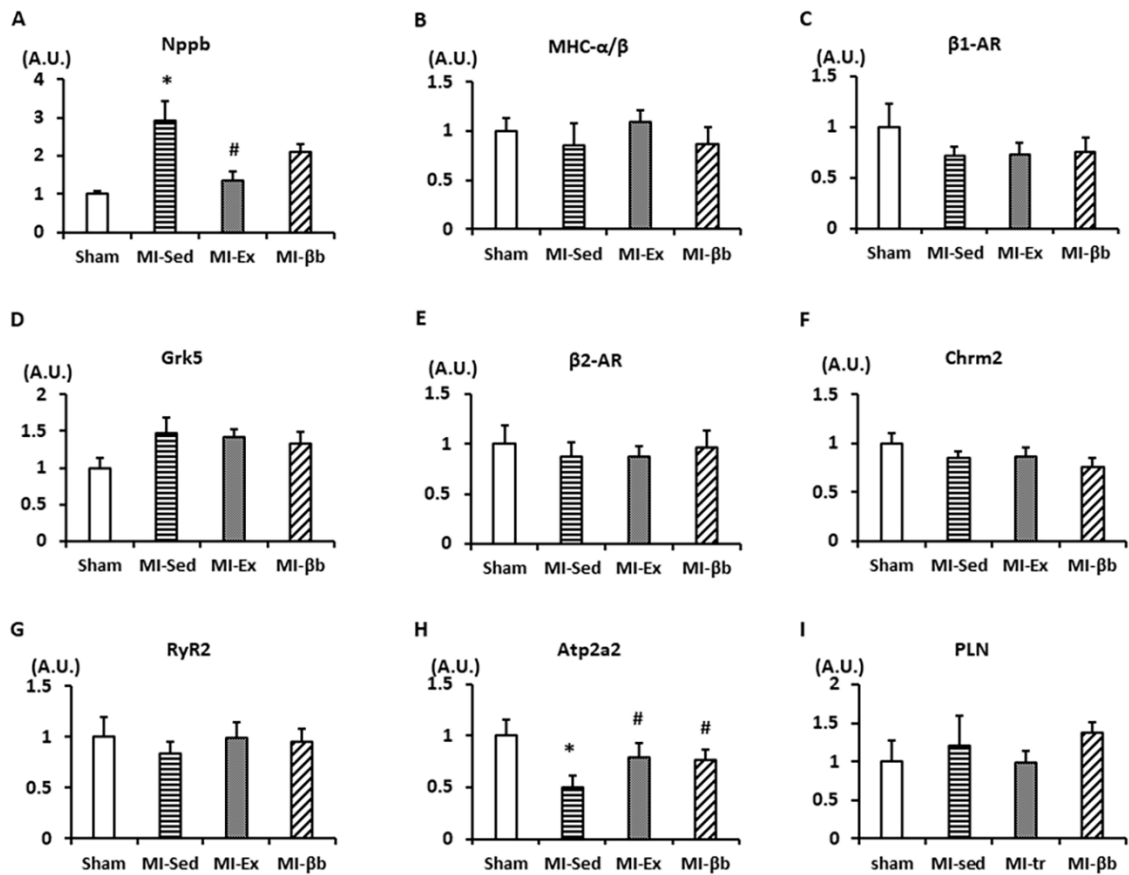 A
Nppb
(A.U.)
4
3
2
1
0
*
#
Sham MI-Sed MI-Ex MI-βb
B
MHC-α/β
(A.U.)
1.5
1
0.5
0
Sham MI-Sed MI-Ex MI-βb
C
β1-AR
(A.U.)
1.5
1
0.5
0
Sham MI-Sed MI-Ex MI-βb
D
Grk5
(A.U.)
2
1.5
1
0.5
0
Sham MI-Sed MI-Ex MI-βb
E
β2-AR
(A.U.)
1.5
1
0.5
0
Sham MI-Sed MI-Ex MI-βb
F
Chrm2
(A.U.)
1.5
1
0.5
0
Sham MI-Sed MI-Ex MI-βb
G
RyR2
(A.U.)
1.5
1
0.5
0
Sham MI-Sed MI-Ex MI-βb
H
Atp2a2
(A.U.)
1.5
1
0.5
0
*
#
#
Sham MI-Sed MI-Ex MI-βb
I
PLN
(A.U.)
2
1.5
1
0.5
0
sham MI-sed MI-tr MI-βb